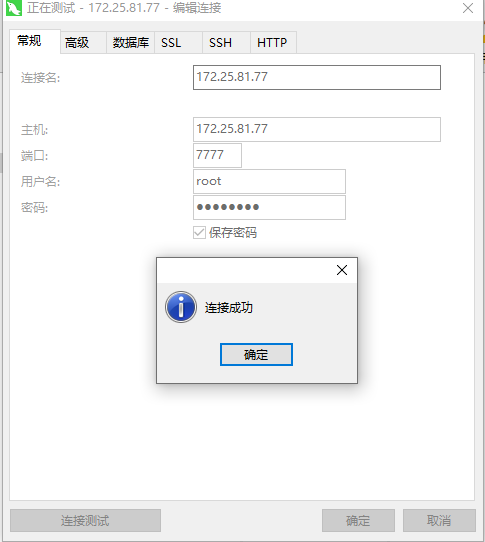 正在测试 - 172.25.81.77 - 编辑连接
常规 高级 数据库 SSL SSH HTTP
连接名: 172.25.81.77
主机: 172.25.81.77
端口: 7777
用户名: root
密码: ●●●●●●●●
保存密码
连接成功
确定
连接测试 确定 取消